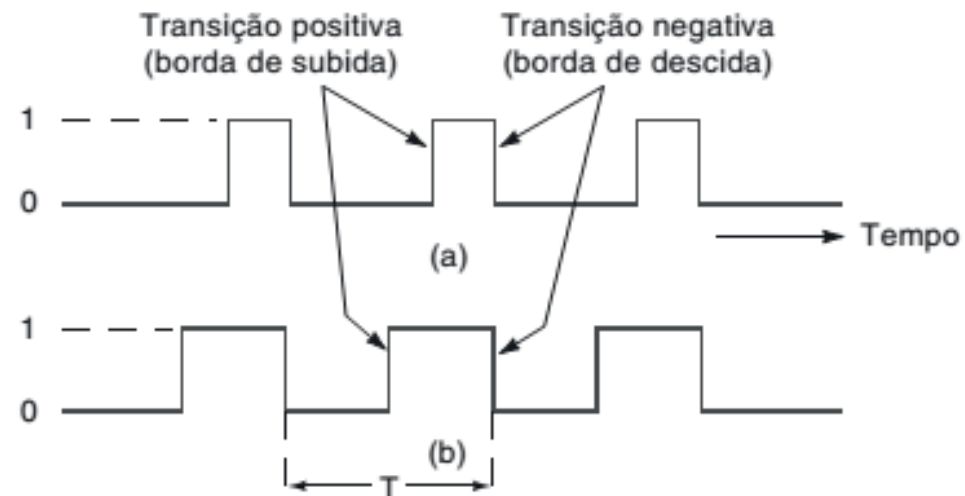 Transição positiva
(borda de subida)
Transição negativa
(borda de descida)
1
0
Tempo
(a)
1
0
(b)
T